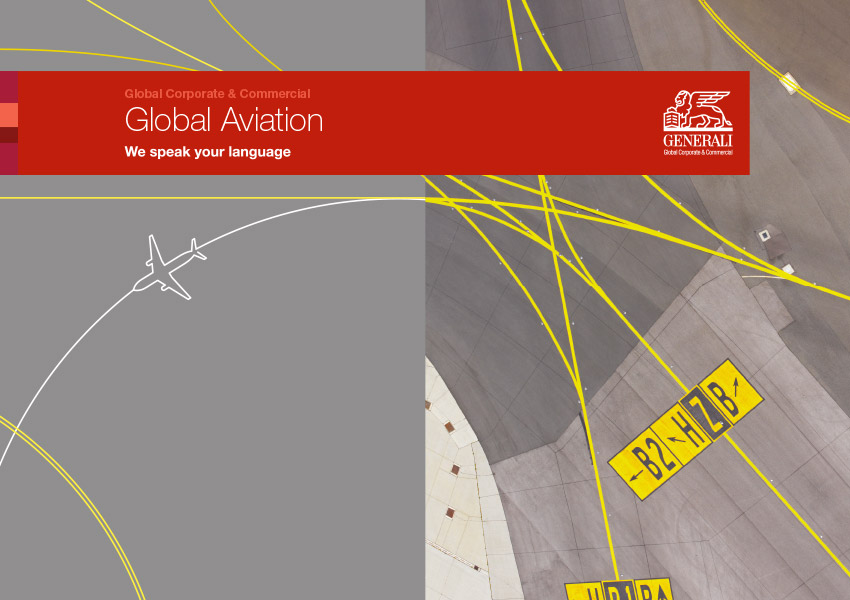 Global Corporate & Commercial
Global Aviation
We speak your language
GENERALI
Global Corporate & Commercial
←B2 ↖H Z B↗